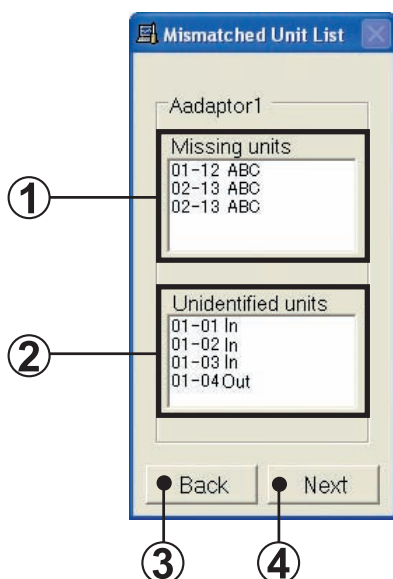 Mismatched Unit List
Aadaptor1
Missing units
01-12 ABC
02-13 ABC
02-13 ABC
1
Unidentified units
01-01 In
01-02 In
01-03 In
01-04 Out
2
Back
Next
3
4